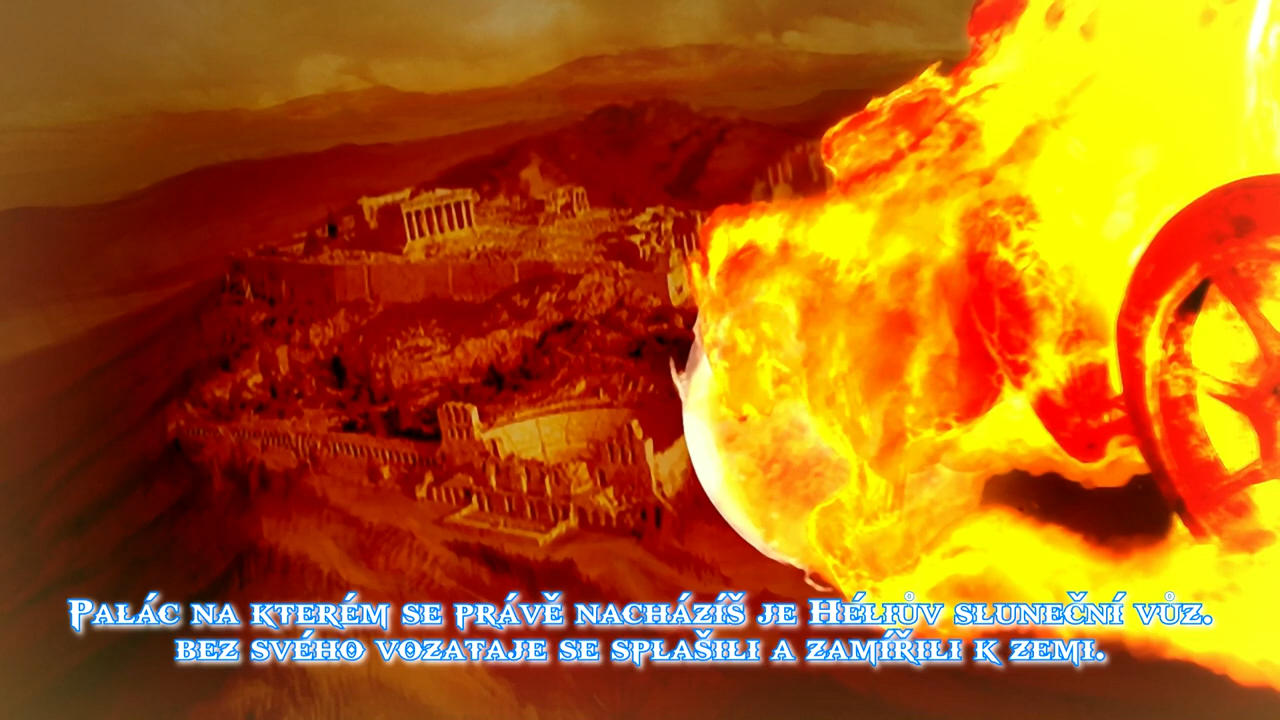 Palác na kterém se právě nacházíš je Héliův sluneční vůz.
bez svého vozataje se splašili a zamířili k zemi.